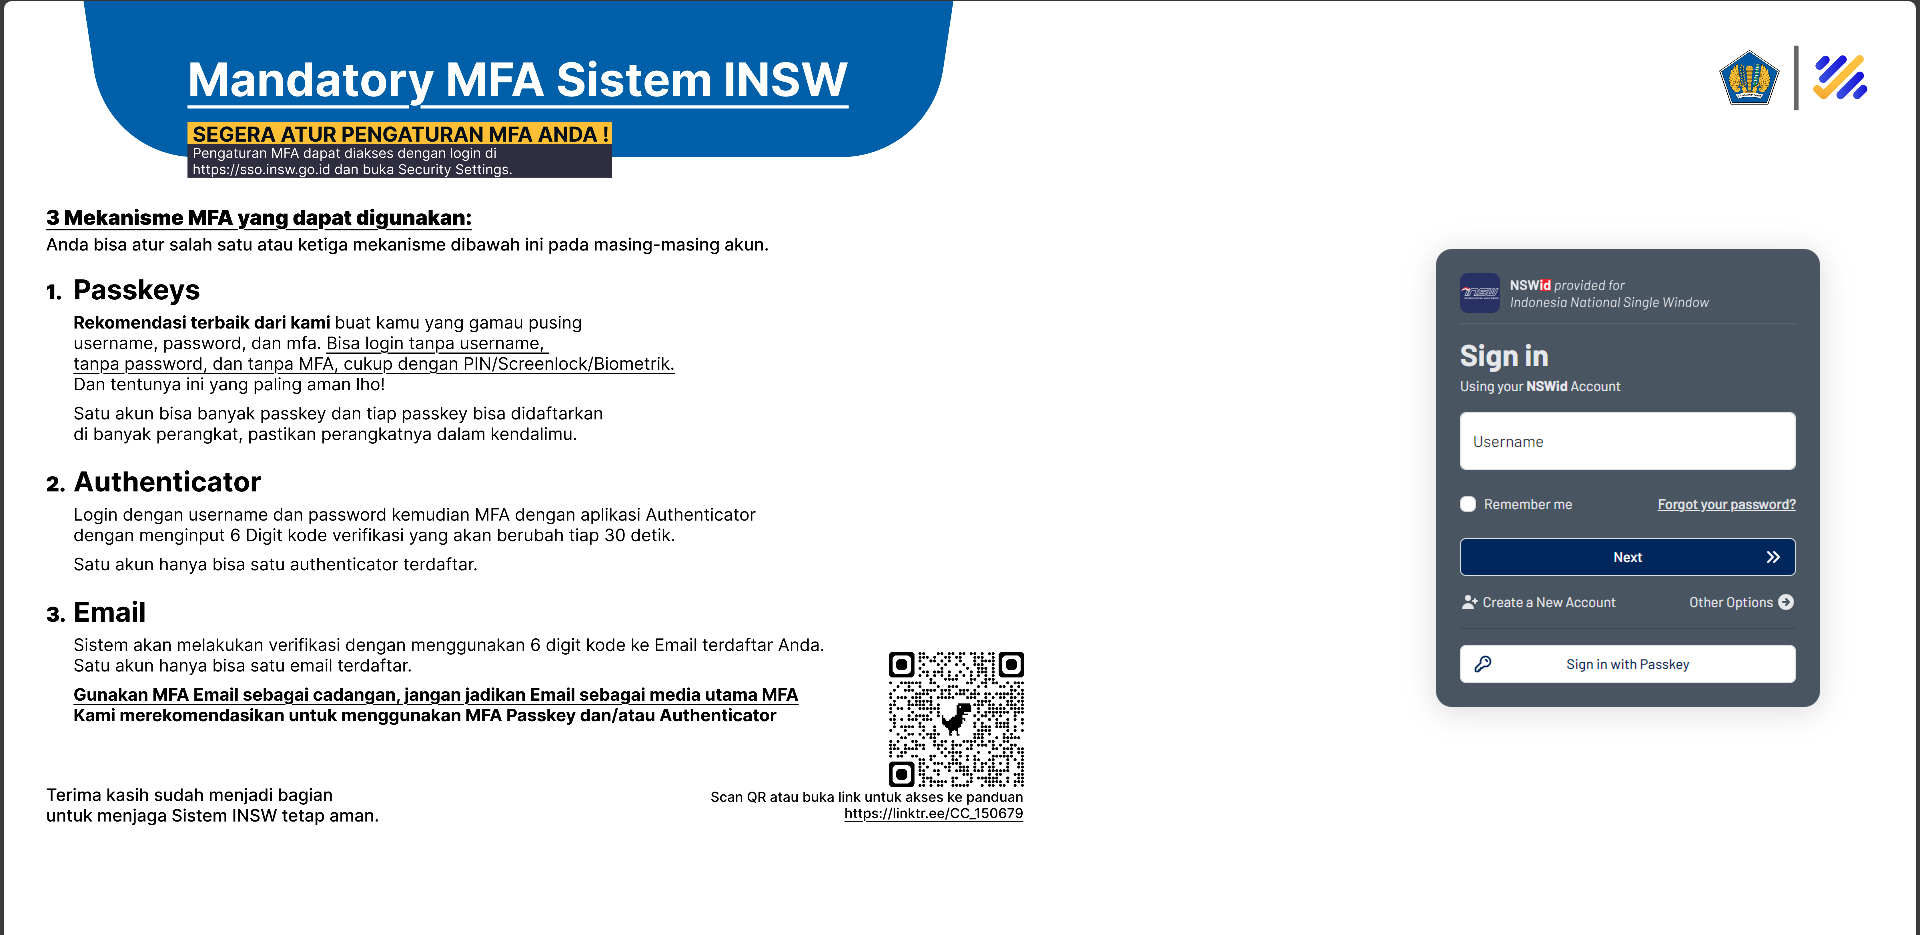 Mandatory MFA Sistem INSW
SEGERA ATUR PENGATURAN MFA ANDA !
Pengaturan MFA dapat diakses dengan login di
https://sso.insw.go.id dan buka Security Settings.
3 Mekanisme MFA yang dapat digunakan:
Anda bisa atur salah satu atau ketiga mekanisme dibawah ini pada masing-masing akun.
1. Passkeys
Rekomendasi terbaik dari kami buat kamu yang gamau pusing
username, password, dan mfa. Bisa login tanpa username,
tanpa password, dan tanpa MFA, cukup dengan PIN/Screenlock/Biometrik.
Dan tentunya ini yang paling aman lho!
Satu akun bisa banyak passkey dan tiap passkey bisa didaftarkan
di banyak perangkat, pastikan perangkatnya dalam kendalimu.
2. Authenticator
Login dengan username dan password kemudian MFA dengan aplikasi Authenticator
dengan menginput 6 Digit kode verifikasi yang akan berubah tiap 30 detik.
Satu akun hanya bisa satu authenticator terdaftar.
3. Email
Sistem akan melakukan verifikasi dengan menggunakan 6 digit kode ke Email terdaftar Anda.
Satu akun hanya bisa satu email terdaftar.
Gunakan MFA Email sebagai cadangan, jangan jadikan Email sebagai media utama MFA
Kami merekomendasikan untuk menggunakan MFA Passkey dan/atau Authenticator
Terima kasih sudah menjadi bagian
untuk menjaga Sistem INSW tetap aman.
Scan QR atau buka link untuk akses ke panduan
https://linktr.ee/CC_150679
INSW
NSWid provided for
Indonesia National Single Window
Sign in
Using your NSWid Account
Username
Remember me
Forgot your password?
Next
Create a New Account
Other Options
Sign in with Passkey